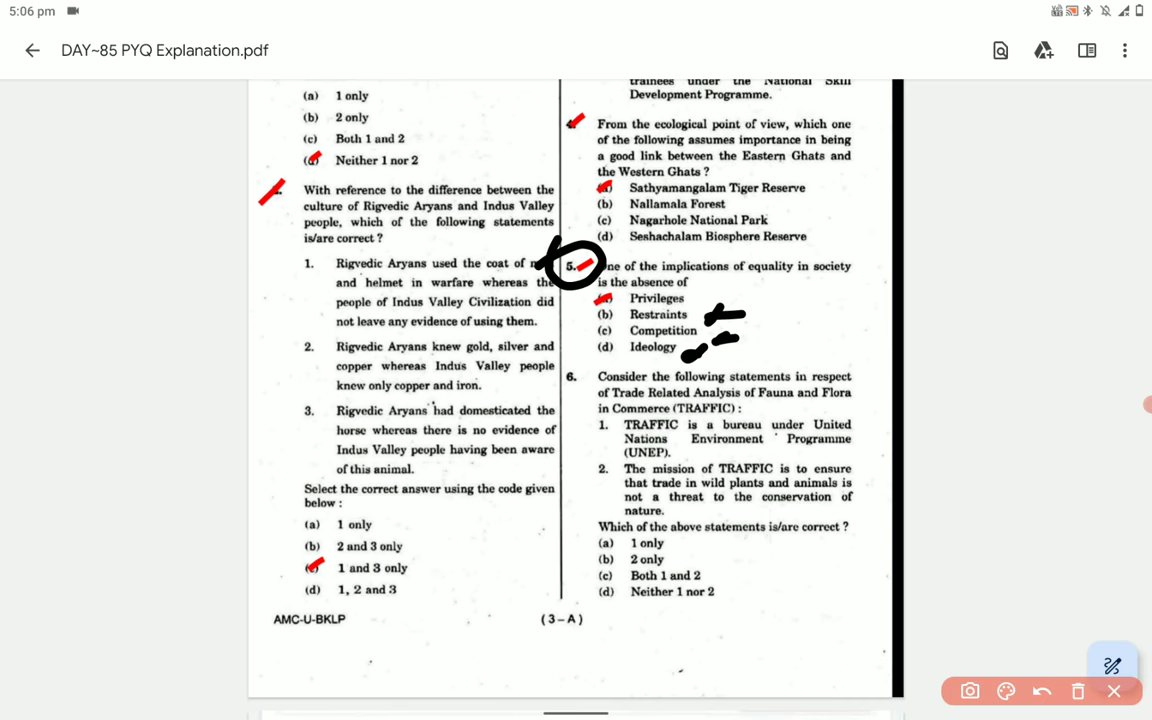 5:06 pm
DAY~85 PYQ Explanation.pdf
(a) 1 only
(b) 2 only
(c) Both 1 and 2
(d) Neither 1 nor 2
With reference to the difference between the
culture of Rigvedic Aryans and Indus Valley
people, which of the following statements
is/are correct ?
1. Rigvedic Aryans used the coat of
and helmet in warfare whereas the
people of Indus Valley Civilization did
not leave any evidence of using them.
2. Rigvedic Aryans knew gold, silver and
copper whereas Indus Valley people
knew only copper and iron.
3. Rigvedic Aryans had domesticated the
horse whereas there is no evidence of
Indus Valley people having been aware
of this animal.
Select the correct answer using the code given
below :
(a) 1 only
(b) 2 and 3 only
(c) 1 and 3 only
(d) 1, 2 and 3
trainees under the National Skill
Development Programme.
4. From the ecological point of view, which one
of the following assumes importance in being
a good link between the Eastern Ghats and
the Western Ghats ?
(a) Sathyamangalam Tiger Reserve
(b) Nallamala Forest
(c) Nagarhole National Park
(d) Seshachalam Biosphere Reserve
5. One of the implications of equality in society
is the absence of
(a) Privileges
(b) Restraints
(c) Competition
(d) Ideology
6. Consider the following statements in respect
of Trade Related Analysis of Fauna and Flora
in Commerce (TRAFFIC) :
1. TRAFFIC is a bureau under United
Nations Environment Programme
(UNEP).
2. The mission of TRAFFIC is to ensure
that trade in wild plants and animals is
not a threat to the conservation of
nature.
Which of the above statements is/are correct ?
(a) 1 only
(b) 2 only
(c) Both 1 and 2
(d) Neither 1 nor 2
AMC-U-BKLP
( 3 – A )